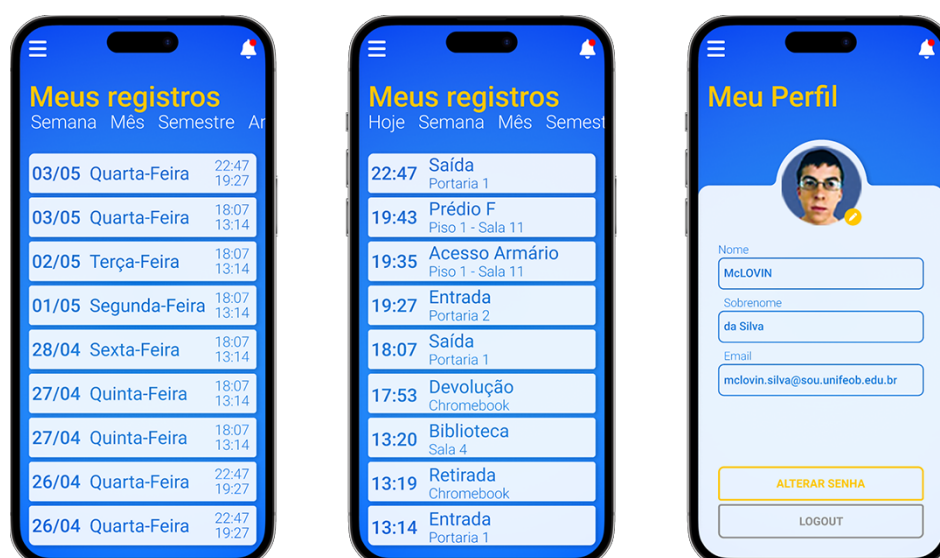 Meus registros
Semana Mês Semestre
03/05 Quarta-Feira 22:47
19:27
03/05 Quarta-Feira 18:07
13:14
02/05 Terça-Feira 18:07
13:14
01/05 Segunda-Feira 18:07
13:14
28/04 Sexta-Feira 18:07
13:14
27/04 Quinta-Feira 18:07
13:14
27/04 Quinta-Feira 18:07
13:14
26/04 Quarta-Feira 22:47
19:27
26/04 Quarta-Feira 22:47
19:27
Meus registros
Hoje Semana Mês Semest
22:47 Saída
Portaria 1
19:43 Prédio F
Piso 1 - Sala 11
19:35 Acesso Armário
Piso 1 - Sala 11
19:27 Entrada
Portaria 2
18:07 Saída
Portaria 1
17:53 Devolução
Chromebook
13:20 Biblioteca
Sala 4
13:19 Retirada
Chromebook
13:14 Entrada
Portaria 1
Meu Perfil
Nome
McLOVIN
Sobrenome
da Silva
Email
mclovin.silva@sou.unifeob.edu.br
ALTERAR SENHA
LOGOUT